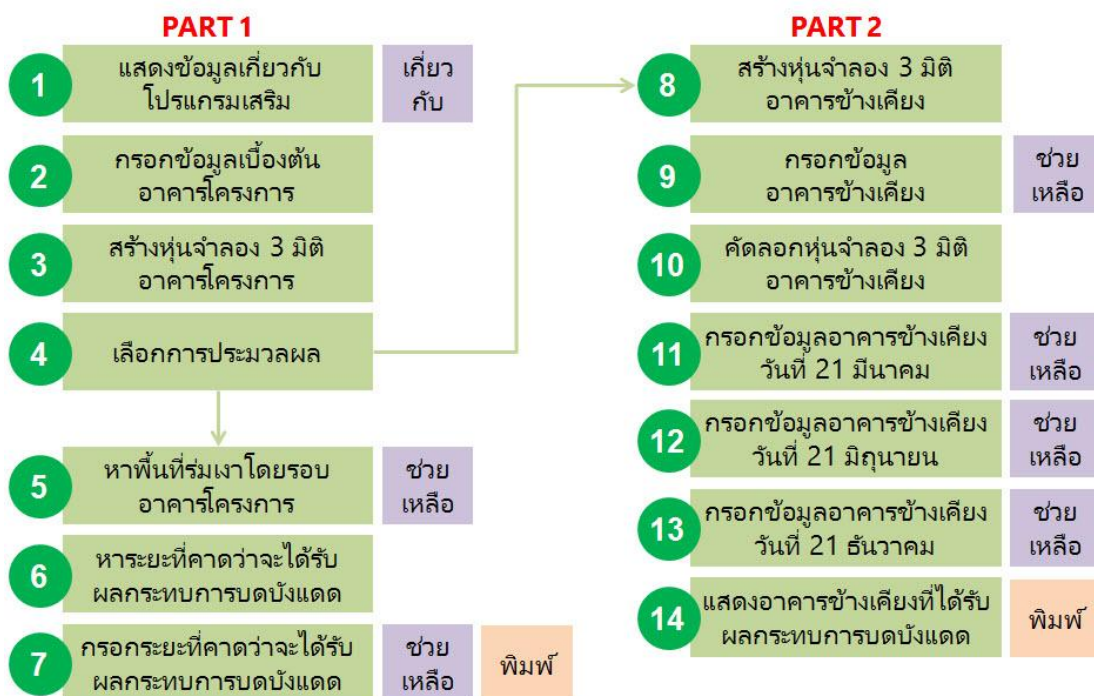 PART 1
1
แสดงข้อมูลเกี่ยวกับ
โปรแกรมเสริม
เกี่ยว
กับ
2
กรอกข้อมูลเบื้องต้น
อาคารโครงการ
3
สร้างหุ่นจำลอง 3 มิติ
อาคารโครงการ
4
เลือกการประมวลผล
5
หาพื้นที่ร่มเงาโดยรอบ
อาคารโครงการ
ช่วย
เหลือ
6
หาระยะที่คาดว่าจะได้รับ
ผลกระทบการบดบังแดด
7
กรอกระยะที่คาดว่าจะได้รับ
ผลกระทบการบดบังแดด
ช่วย
เหลือ
พิมพ์
PART 2
8
สร้างหุ่นจำลอง 3 มิติ
อาคารข้างเคียง
9
กรอกข้อมูล
อาคารข้างเคียง
ช่วย
เหลือ
10
คัดลอกหุ่นจำลอง 3 มิติ
อาคารข้างเคียง
11
กรอกข้อมูลอาคารข้างเคียง
วันที่ 21 มีนาคม
ช่วย
เหลือ
12
กรอกข้อมูลอาคารข้างเคียง
วันที่ 21 มิถุนายน
ช่วย
เหลือ
13
กรอกข้อมูลอาคารข้างเคียง
วันที่ 21 ธันวาคม
ช่วย
เหลือ
14
แสดงอาคารข้างเคียงที่ได้รับ
ผลกระทบการบดบังแดด
พิมพ์